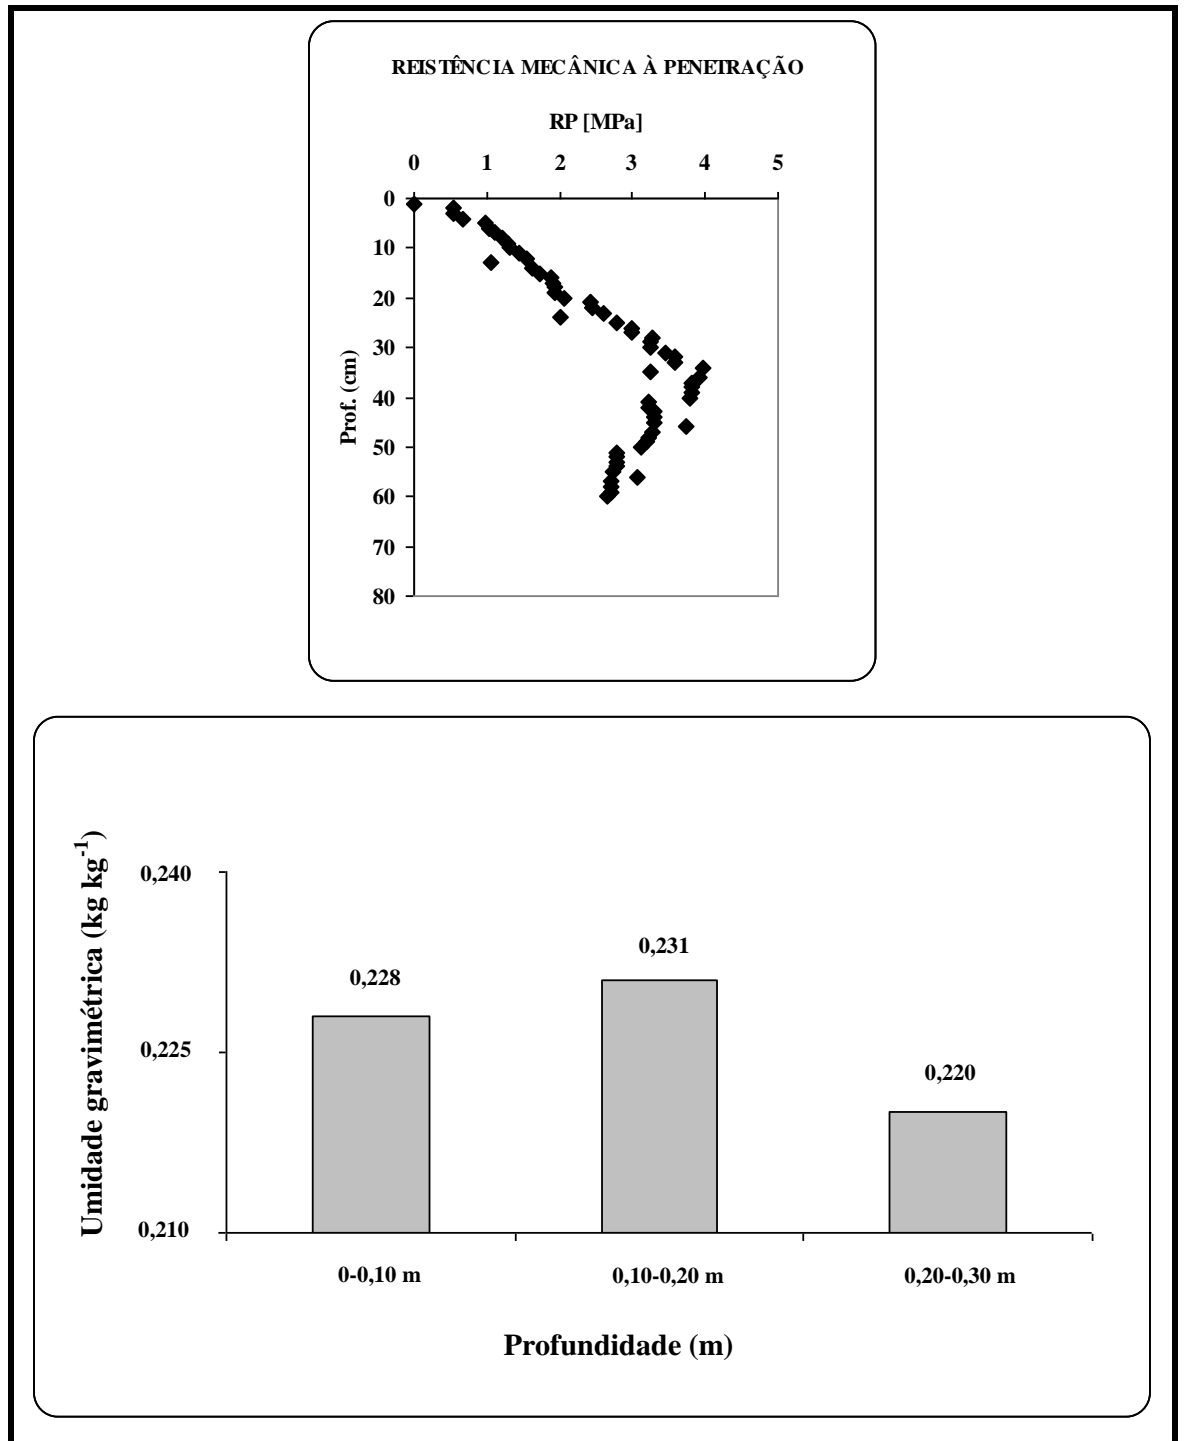 REISTÊNCIA MECÂNICA À PENETRAÇÃO
RP [MPa]
0 1 2 3 4 5
0
10
20
30
40
50
60
70
80
Prof. (cm)
Umidade gravimétrica (kg kg-1)
0,240
0,225
0,210
0,228
0,231
0,220
0-0,10 m
0,10-0,20 m
0,20-0,30 m
Profundidade (m)